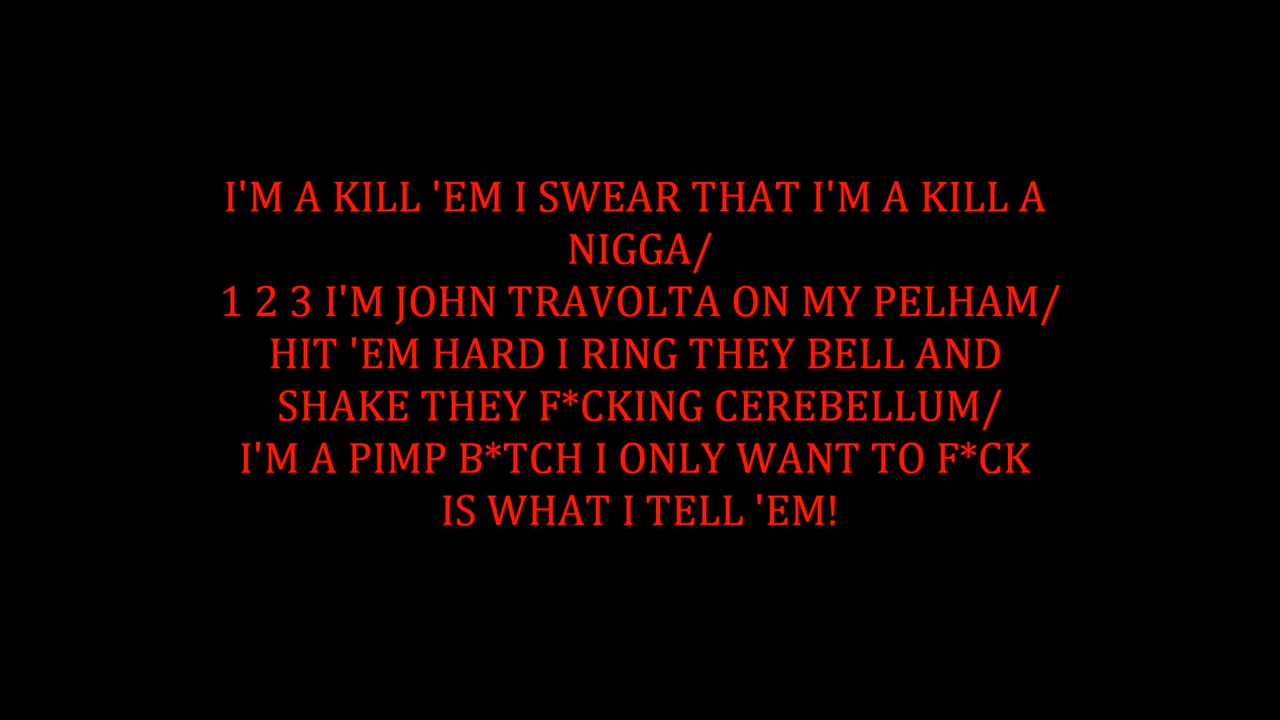 I'M A KILL 'EM I SWEAR THAT I'M A KILL A
NIGGA/
1 2 3 I'M JOHN TRAVOLTA ON MY PELHAM/
HIT 'EM HARD I RING THEY BELL AND
SHAKE THEY F*CKING CEREBELLUM/
I'M A PIMP B*TCH I ONLY WANT TO F*CK
IS WHAT I TELL 'EM!